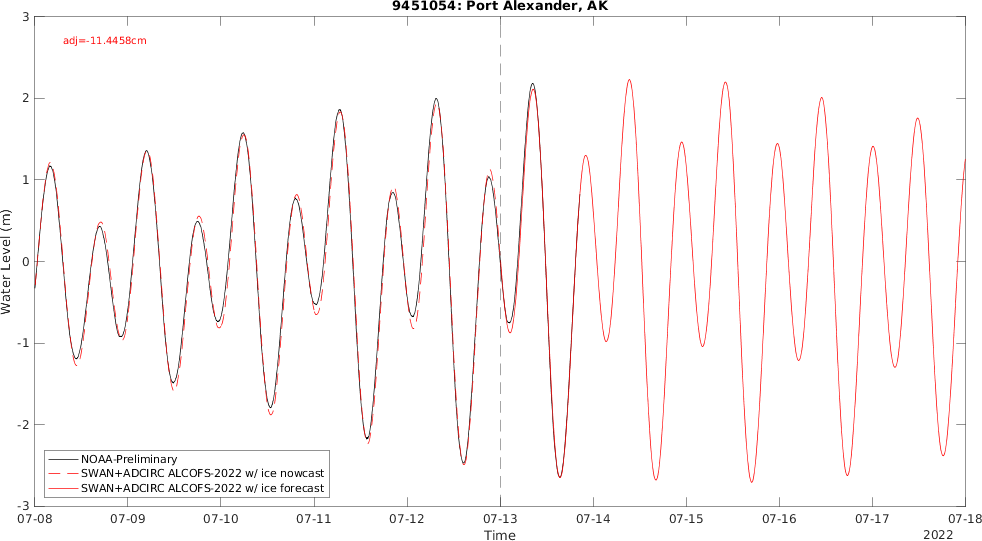 9451054: Port Alexander, AK
adj=-11.4458cm
Water Level (m)
3
2
1
0
-1
-2
-3
NOAA-Preliminary
SWAN+ADCIRC ALCOFS-2022 w/ ice nowcast
SWAN+ADCIRC ALCOFS-2022 w/ ice forecast
07-08 07-09 07-10 07-11 07-12 07-13 07-14 07-15 07-16 07-17 07-18
Time
2022